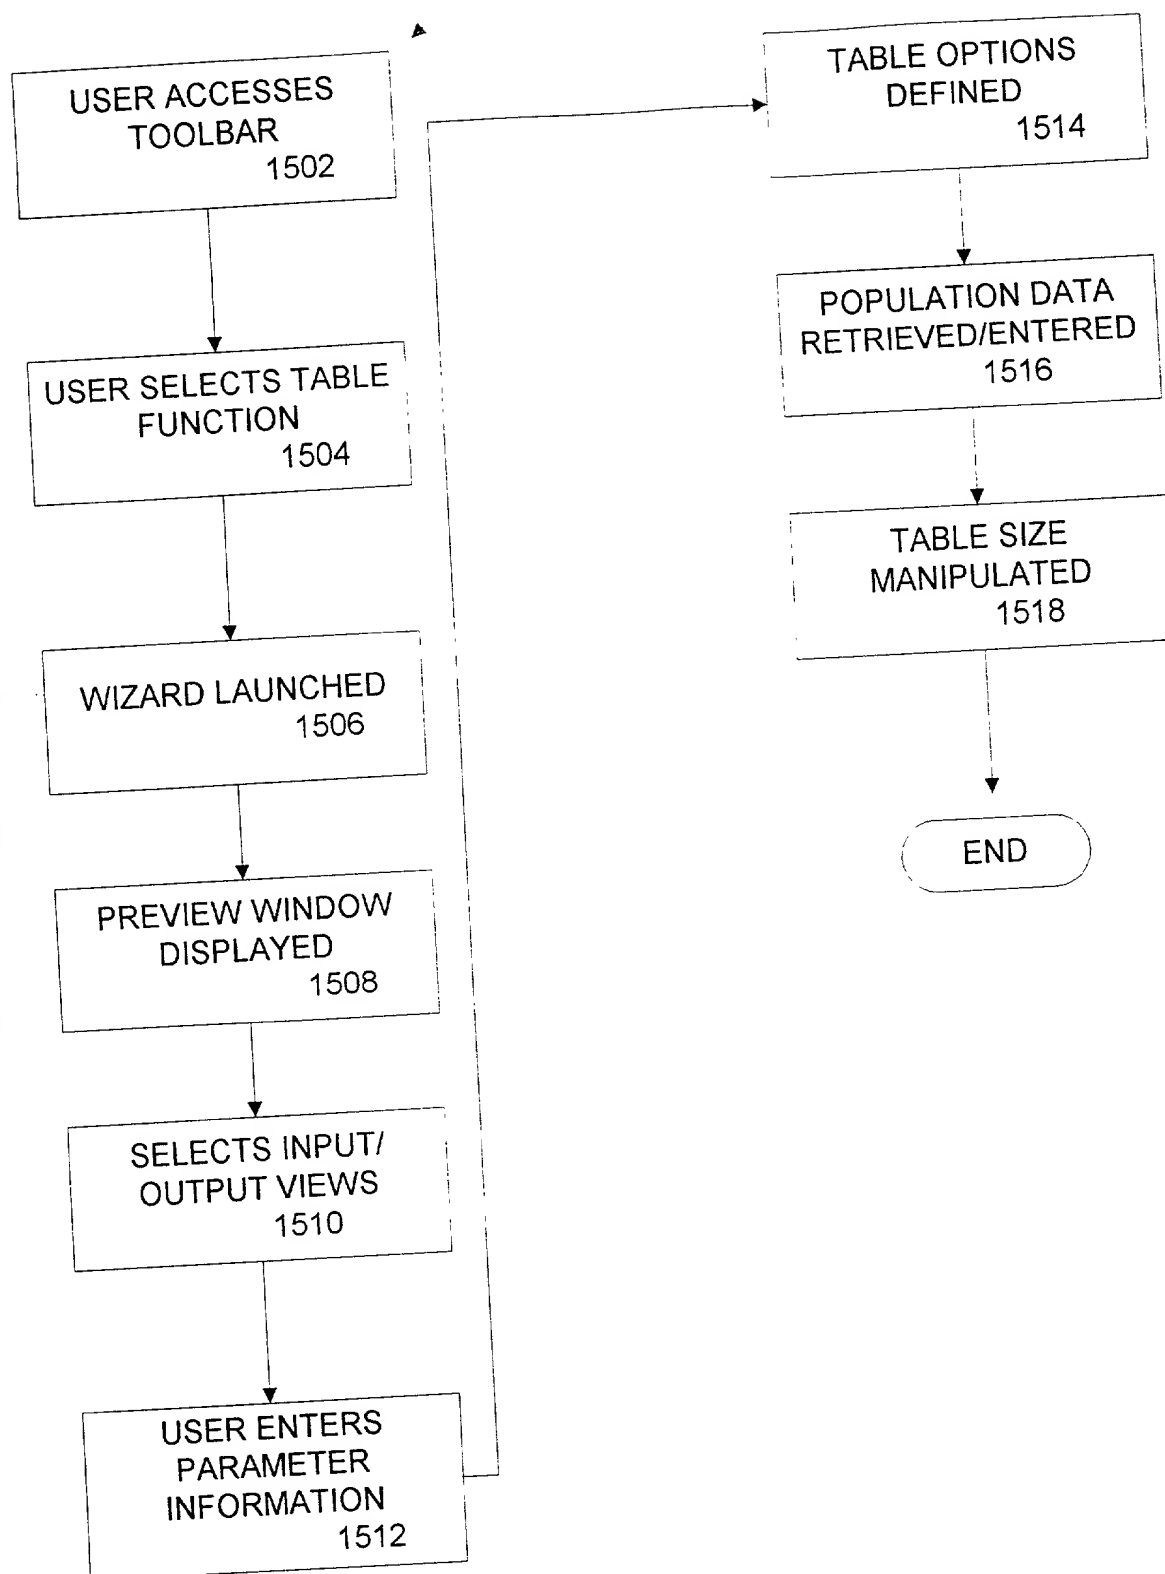 USER ACCESSES
TOOLBAR
1502
USER SELECTS TABLE
FUNCTION
1504
WIZARD LAUNCHED
1506
PREVIEW WINDOW
DISPLAYED
1508
SELECTS INPUT/
OUTPUT VIEWS
1510
USER ENTERS
PARAMETER
INFORMATION
1512
TABLE OPTIONS
DEFINED
1514
POPULATION DATA
RETRIEVED/ENTERED
1516
TABLE SIZE
MANIPULATED
1518
END